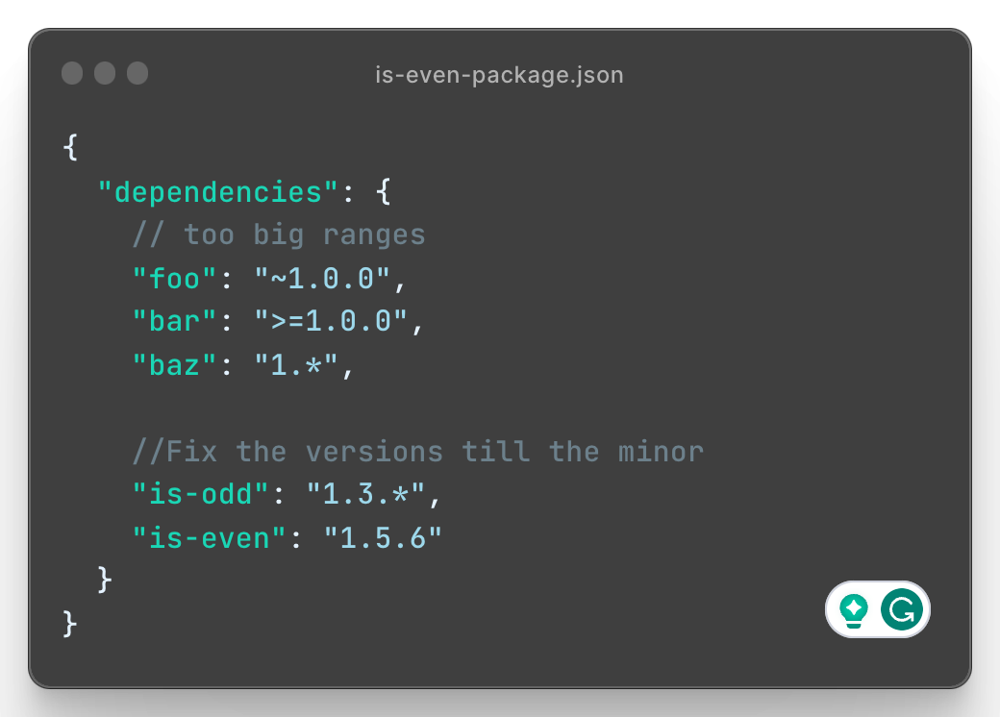 is-even-package.json
{
  "dependencies": {
    // too big ranges
    "foo": "~1.0.0",
    "bar": ">=1.0.0",
    "baz": "1.*",

    //Fix the versions till the minor
    "is-odd": "1.3.*",
    "is-even": "1.5.6"
  }
}